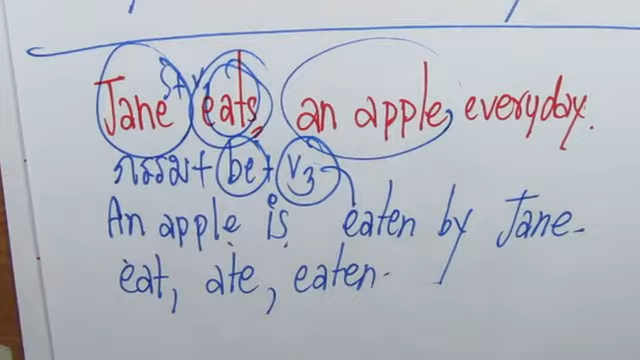 S + V
Jane eats an apple everyday.
กรรม + be + V3
An apple is eaten by Jane.
eat, ate, eaten.